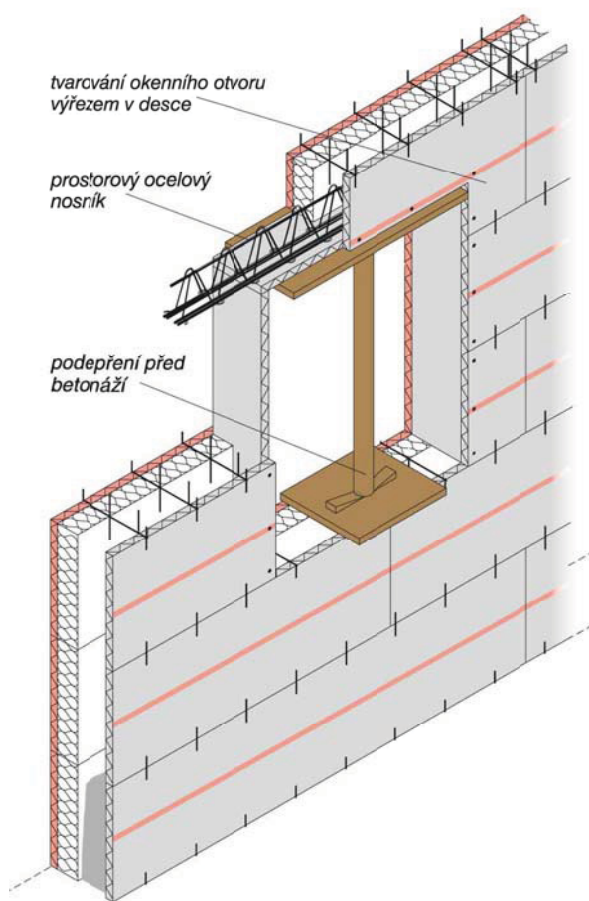 tvarování okenního otvoru
výřezem v desce
prostorový ocelový
nosník
podepření před
betonáží